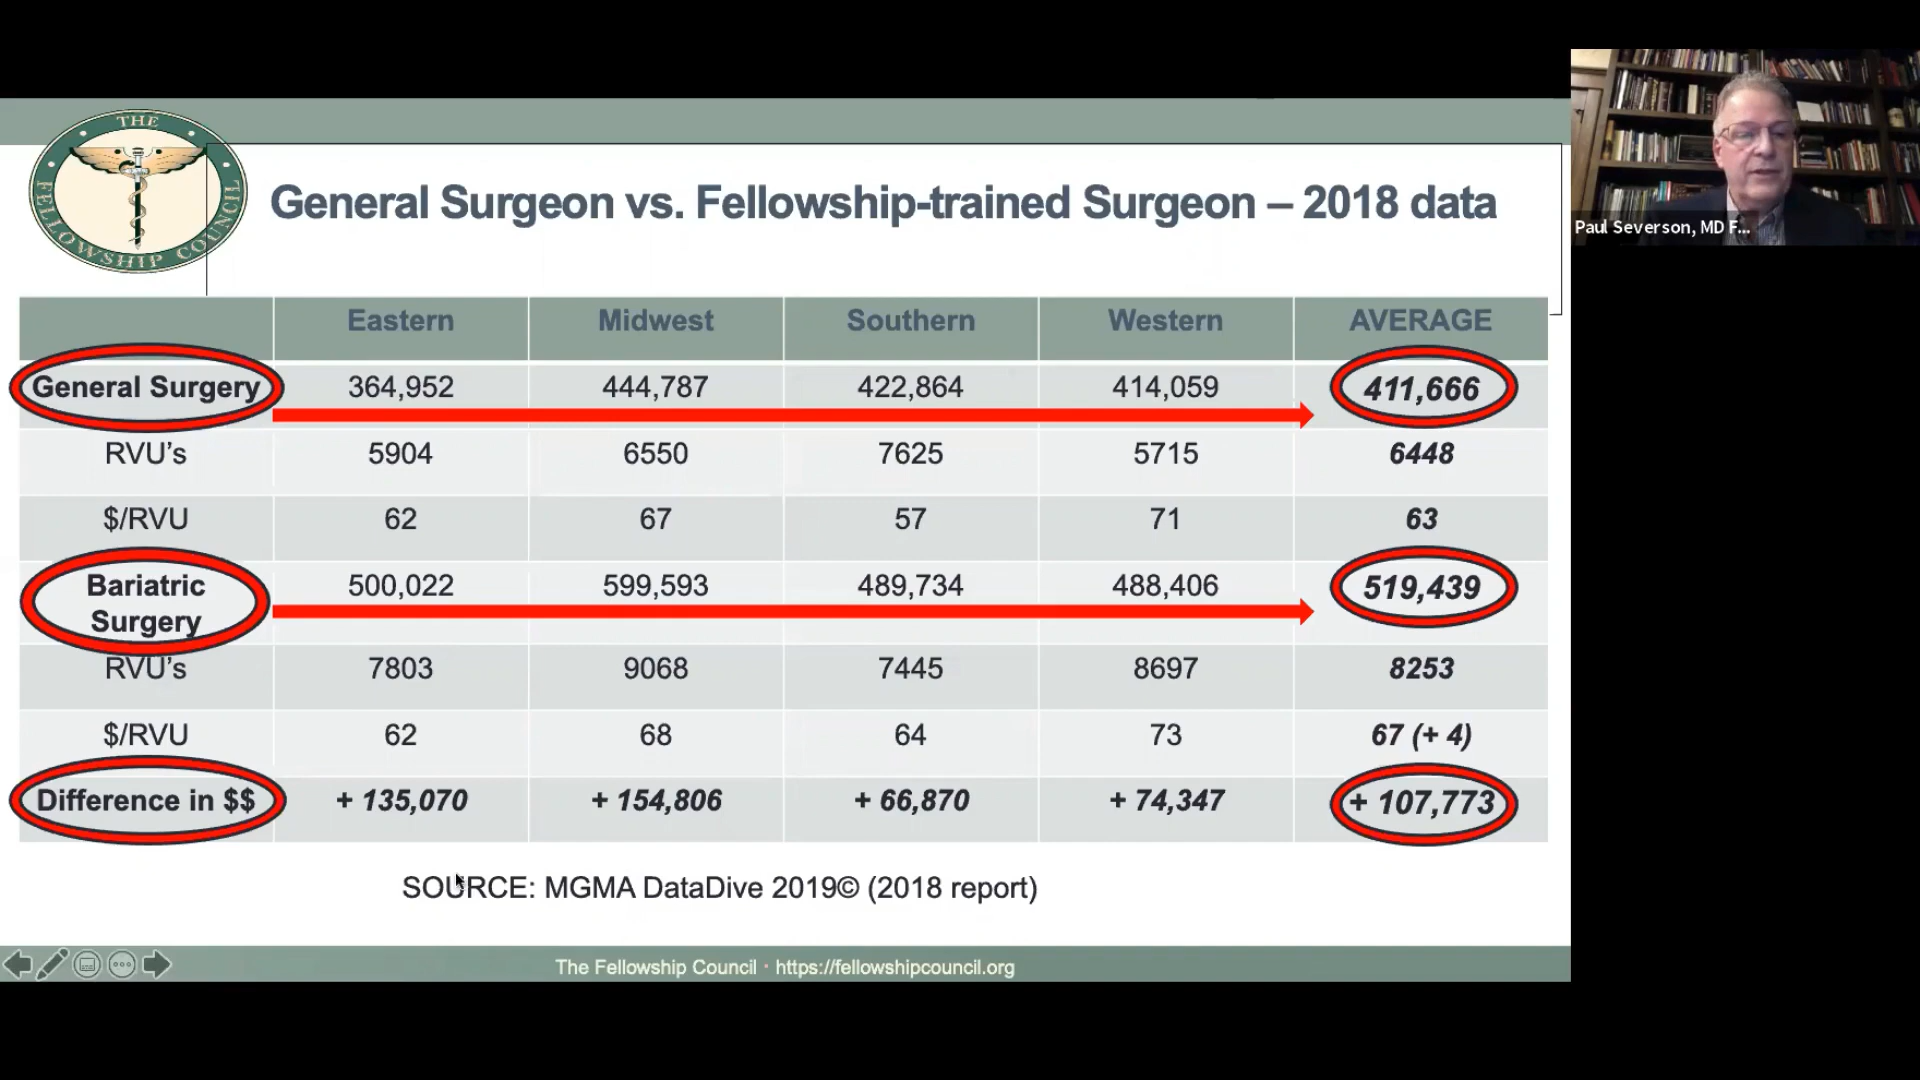 THE
FELLOWSHIP COUNCIL
General Surgeon vs. Fellowship-trained Surgeon – 2018 data
Paul Severson, MD F...
Eastern Midwest Southern Western AVERAGE
General Surgery 364,952 444,787 422,864 414,059 411,666
RVU’s 5904 6550 7625 5715 6448
$/RVU 62 67 57 71 63
Bariatric
Surgery 500,022 599,593 489,734 488,406 519,439
RVU’s 7803 9068 7445 8697 8253
$/RVU 62 68 64 73 67 (+ 4)
Difference in $$ + 135,070 + 154,806 + 66,870 + 74,347 + 107,773
SOURCE: MGMA DataDive 2019© (2018 report)
The Fellowship Council · https://fellowshipcouncil.org